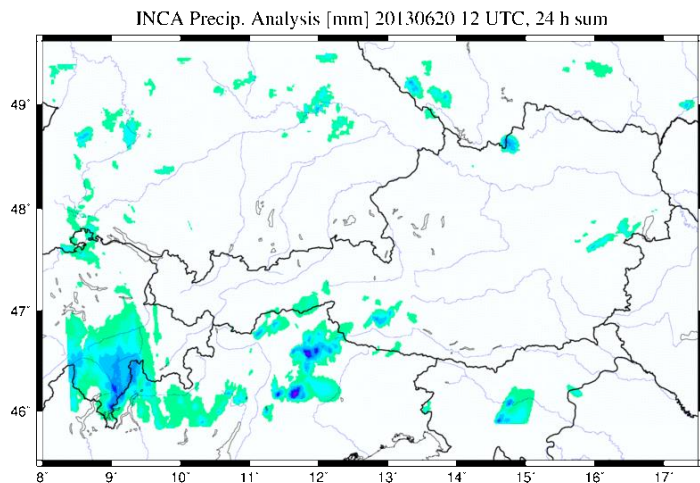 INCA Precip. Analysis [mm] 20130620 12 UTC, 24 h sum
49˚
48˚
47˚
46˚
8˚ 9˚ 10˚ 11˚ 12˚ 13˚ 14˚ 15˚ 16˚ 17˚